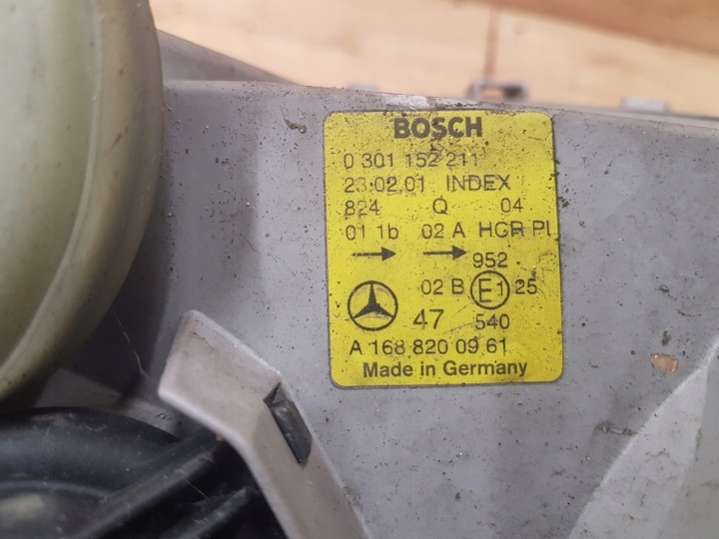 BOSCH
0 301 152 211
23.02.01 INDEX
824 Q 04
01 1b 02 A HCR PL
952
02 B E1 25
47 540
A 168 820 09 61
Made in Germany